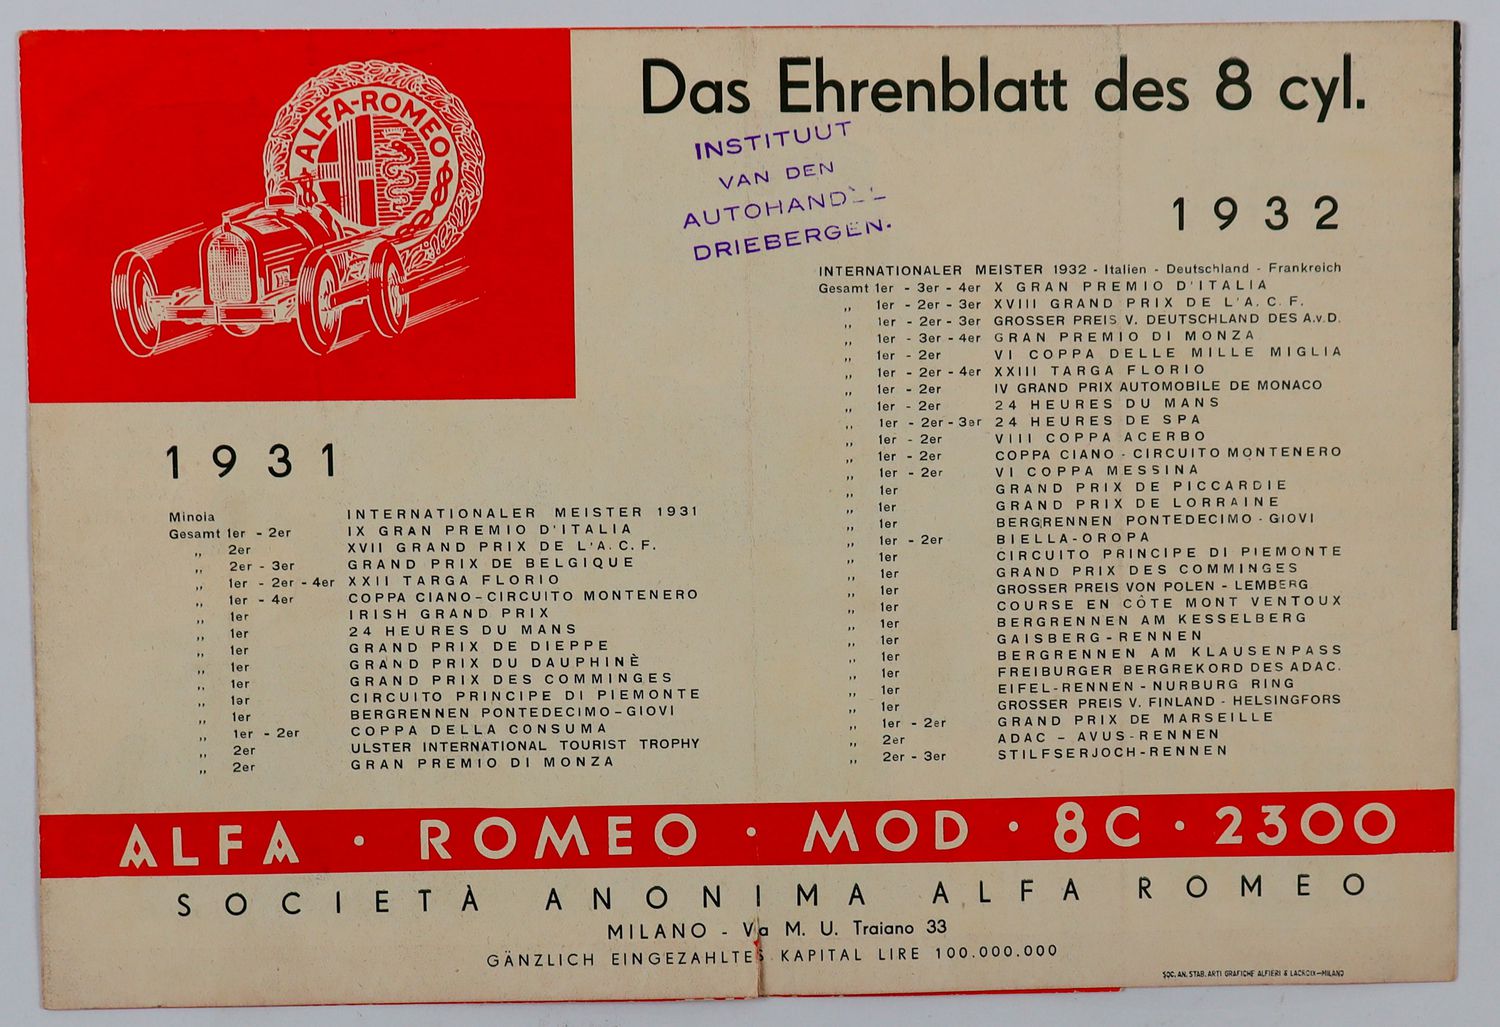 ALFA-ROMEO
Das Ehrenblatt des 8 cyl.
INSTITUUT
VAN DEN
AUTOHANDEL
DRIEBERGEN.
1931
Minoia INTERNATIONALER MEISTER 1931
Gesamt 1er - 2er IX GRAN PREMIO D'ITALIA
„ 2er XVII GRAND PRIX DE L'A.C.F.
„ 2er - 3er GRAND PRIX DE BELGIQUE
„ 1er - 2er - 4er XXII TARGA FLORIO
„ 1er - 4er COPPA CIANO-CIRCUITO MONTENERO
„ 1er IRISH GRAND PRIX
„ 1er 24 HEURES DU MANS
„ 1er GRAND PRIX DE DIEPPE
„ 1er GRAND PRIX DU DAUPHINÈ
„ 1er GRAND PRIX DES COMMINGES
„ 1er CIRCUITO PRINCIPE DI PIEMONTE
„ 1er BERGRENNEN PONTEDECIMO-GIOVI
„ 1er - 2er COPPA DELLA CONSUMA
„ 2er ULSTER INTERNATIONAL TOURIST TROPHY
„ 2er GRAN PREMIO DI MONZA
1932
INTERNATIONALER MEISTER 1932 - Italien - Deutschland - Frankreich
Gesamt 1er - 3er - 4er X GRAN PREMIO D'ITALIA
„ 1er - 2er - 3er XVIII GRAND PRIX DE L'A.C.F.
„ 1er - 2er - 3er GROSSER PREIS V. DEUTSCHLAND DES A.v.D.
„ 1er - 3er - 4er GRAN PREMIO DI MONZA
„ 1er - 2er VI COPPA DELLE MILLE MIGLIA
„ 1er - 2er - 4er XXIII TARGA FLORIO
„ 1er - 2er IV GRAND PRIX AUTOMOBILE DE MONACO
„ 1er - 2er 24 HEURES DU MANS
„ 1er - 2er - 3er 24 HEURES DE SPA
„ 1er - 2er VIII COPPA ACERBO
„ 1er - 2er COPPA CIANO - CIRCUITO MONTENERO
„ 1er - 2er VI COPPA MESSINA
„ 1er GRAND PRIX DE PICCARDIE
„ 1er GRAND PRIX DE LORRAINE
„ 1er BERGRENNEN PONTEDECIMO - GIOVI
„ 1er - 2er BIELLA-OROPA
„ 1er CIRCUITO PRINCIPE DI PIEMONTE
„ 1er GRAND PRIX DES COMMINGES
„ 1er GROSSER PREIS VON POLEN - LEMBERG
„ 1er COURSE EN CÔTE MONT VENTOUX
„ 1er BERGRENNEN AM KESSELBERG
„ 1er GAISBERG-RENNEN
„ 1er BERGRENNEN AM KLAUSENPASS
„ 1er FREIBURGER BERGREKORD DES ADAC.
„ 1er EIFEL-RENNEN - NURBURG RING
„ 1er GROSSER PREIS V. FINLAND - HELSINGFORS
„ 1er - 2er GRAND PRIX DE MARSEILLE
„ 2er ADAC - AVUS-RENNEN
„ 2er - 3er STILFSERJOCH-RENNEN
ALFA · ROMEO · MOD · 8C · 2300
SOCIETÀ ANONIMA ALFA ROMEO
MILANO - Via M. U. Traiano 33
GÄNZLICH EINGEZAHLTES KAPITAL LIRE 100.000.000
SOC. AN. STAB. ARTI GRAFICHE ALFIERI & LACROIX—MILANO